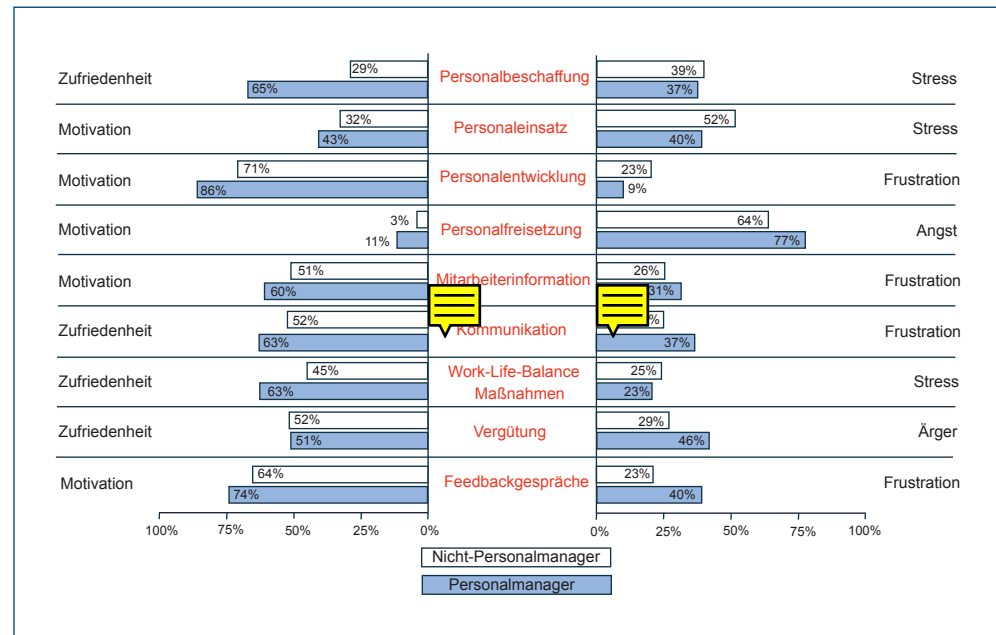 29%
39%
Zufriedenheit
Personalbeschaffung
Stress
65%
37%
32%
52%
Motivation
Personaleinsatz
Stress
43%
40%
71%
23%
Motivation
Personalentwicklung
Frustration
86%
9%
3%
64%
Motivation
Personalfreisetzung
Angst
11%
77%
51%
26%
Motivation
Mitarbeiterinformation
Frustration
60%
31%
52%
Zufriedenheit
Kommunikation
Frustration
63%
37%
45%
25%
Zufriedenheit
Work-Life-Balance
Maßnahmen
Stress
63%
23%
52%
29%
Zufriedenheit
Vergütung
Ärger
51%
46%
64%
23%
Motivation
Feedbackgespräche
Frustration
74%
40%
100% 75% 50% 25% 0% 0% 25% 50% 75% 100%
Nicht-Personalmanager
Personalmanager